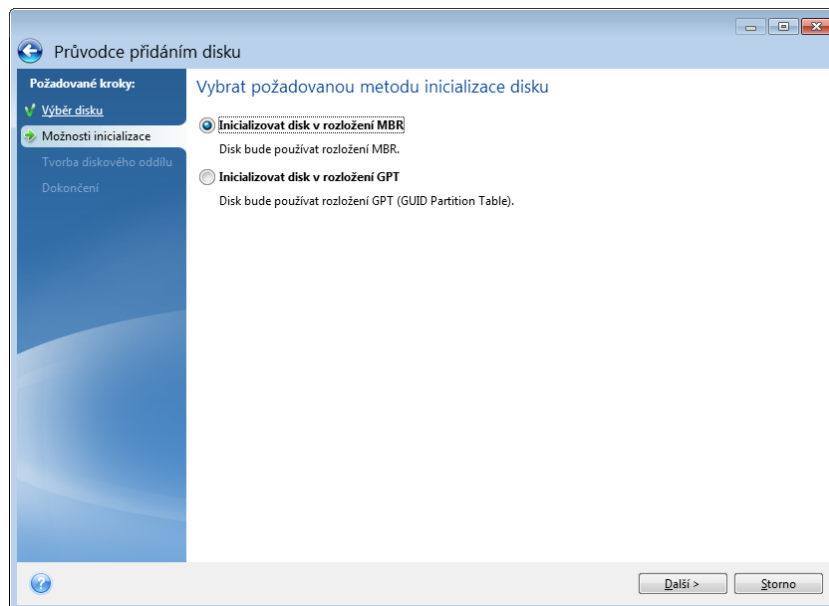 Průvodce přidáním disku
Požadované kroky:
Výběr disku
Možnosti inicializace
Tvorba diskového oddílu
Dokončení
Vybrat požadovanou metodu inicializace disku
Inicializovat disk v rozložení MBR
Disk bude používat rozložení MBR.
Inicializovat disk v rozložení GPT
Disk bude používat rozložení GPT (GUID Partition Table).
Další >
Storno